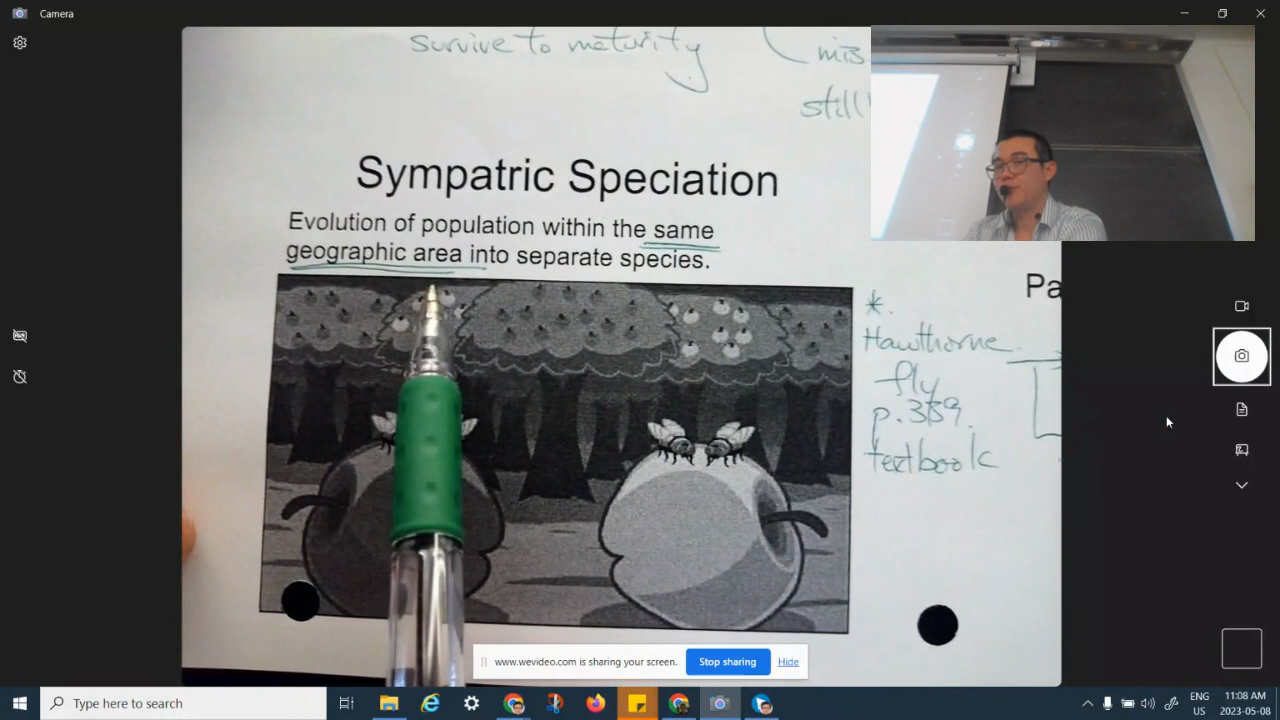 Camera
survive to maturity
mis
still
Sympatric Speciation
Evolution of population within the same
geographic area into separate species.
Pa
*
Hawthorne
fly
p.339.
textbook
www.wevideo.com is sharing your screen.
Stop sharing
Hide
Type here to search
ENG
US
11:08 AM
2023-05-08